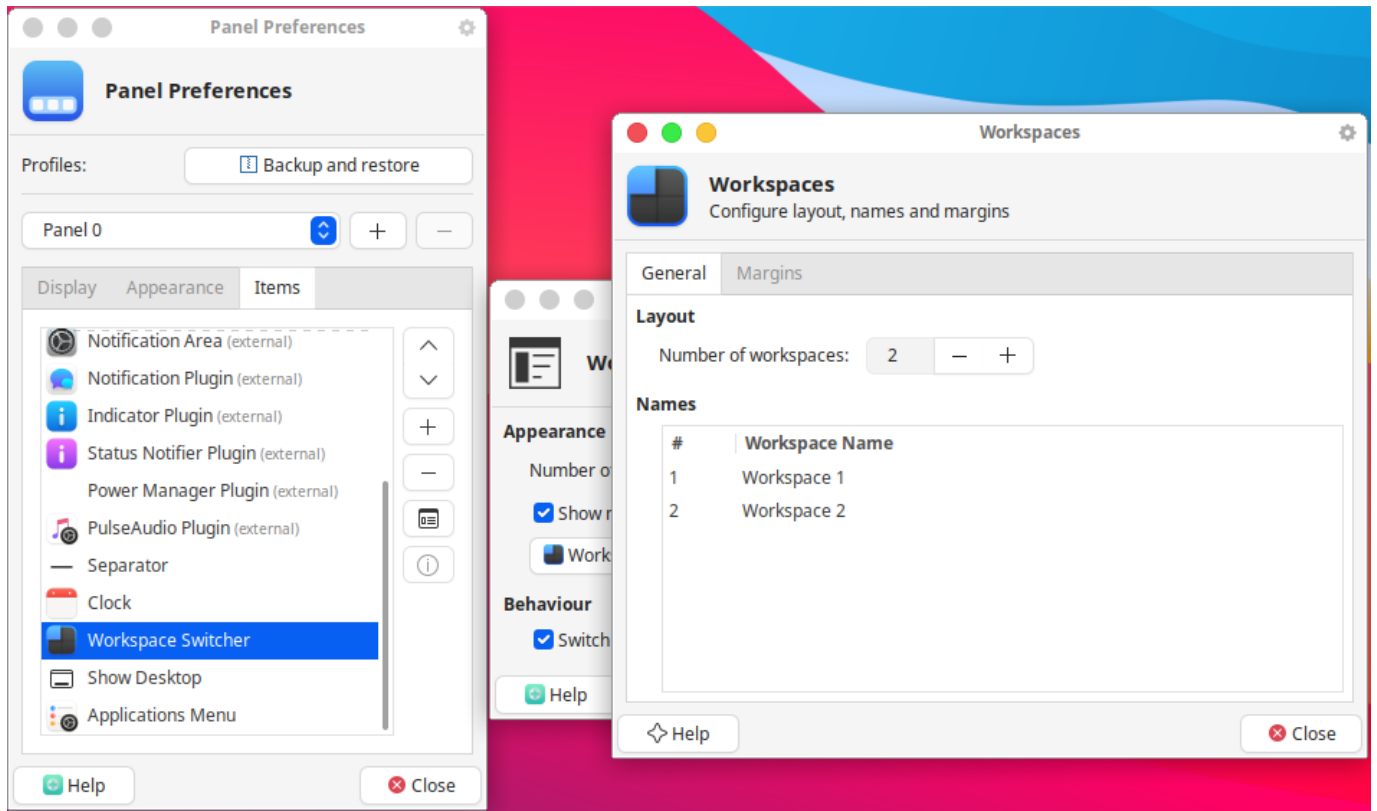 Panel Preferences
Panel Preferences
Profiles:
Backup and restore
Panel 0
Display Appearance Items
Notification Area (external)
Notification Plugin (external)
Indicator Plugin (external)
Status Notifier Plugin (external)
Power Manager Plugin (external)
PulseAudio Plugin (external)
Separator
Clock
Workspace Switcher
Show Desktop
Applications Menu
Help Close
Appearance
Number
Show
Behaviour
Help
Workspaces
Workspaces
Configure layout, names and margins
General Margins
Layout
Number of workspaces: 2
Names
# Workspace Name
1 Workspace 1
2 Workspace 2
Help Close